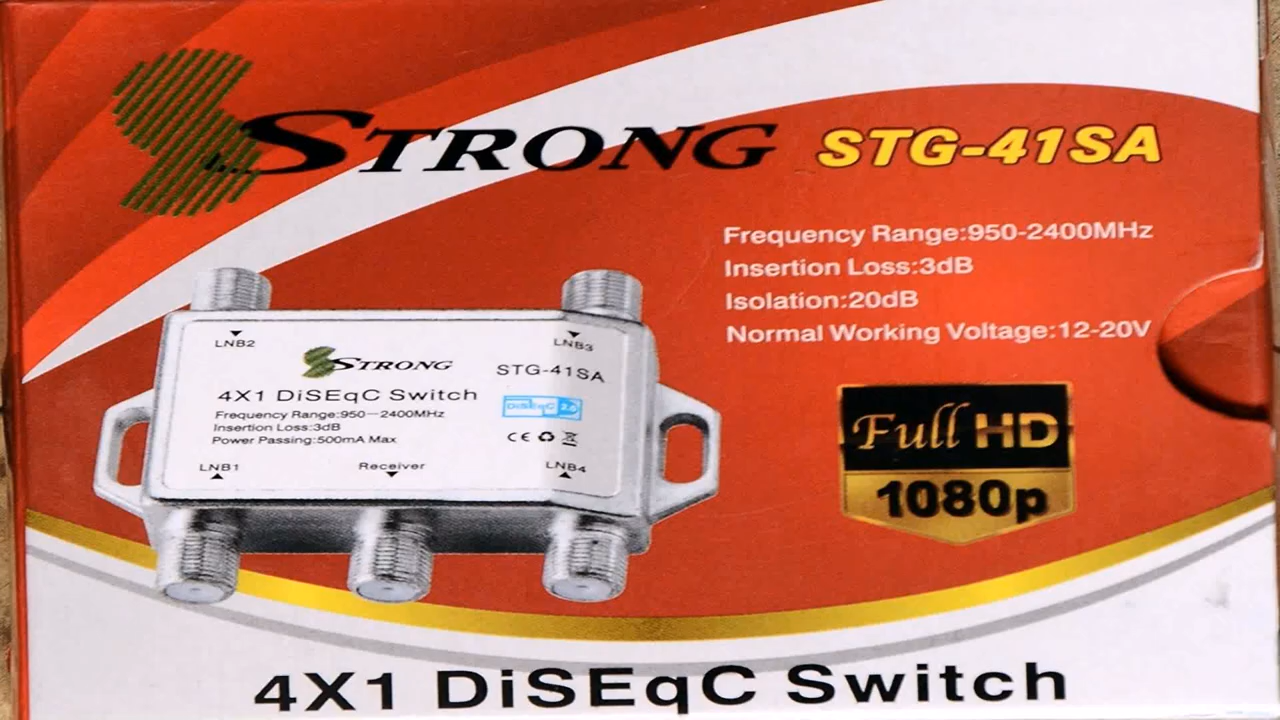 STRONG STG-41SA
Frequency Range:950-2400MHz
Insertion Loss:3dB
Isolation:20dB
Normal Working Voltage:12-20V
LNB2
LNB3
STRONG
STG-41SA
4X1 DiSEqC Switch
DiSEqC 2.0
Frequency Range:950—2400MHz
Insertion Loss:3dB
Power Passing:500mA Max
CE
LNB1
Receiver
LNB4
Full HD
1080p
4X1 DiSEqC Switch